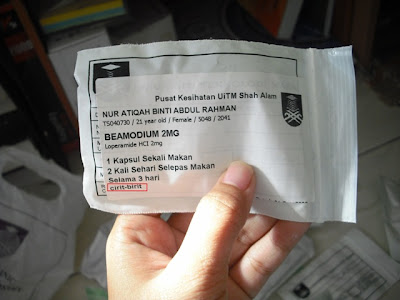 Pusat Kesihatan UiTM Shah Alam
NUR ATIQAH BINTI ABDUL RAHMAN
TS040730 / 21 year old / Female / 5048 / 2041
BEAMODIUM 2MG
Loperamide HCl 2mg
1 Kapsul Sekali Makan
2 Kali Sehari Selepas Makan
Selama 3 hari
cirit-birit